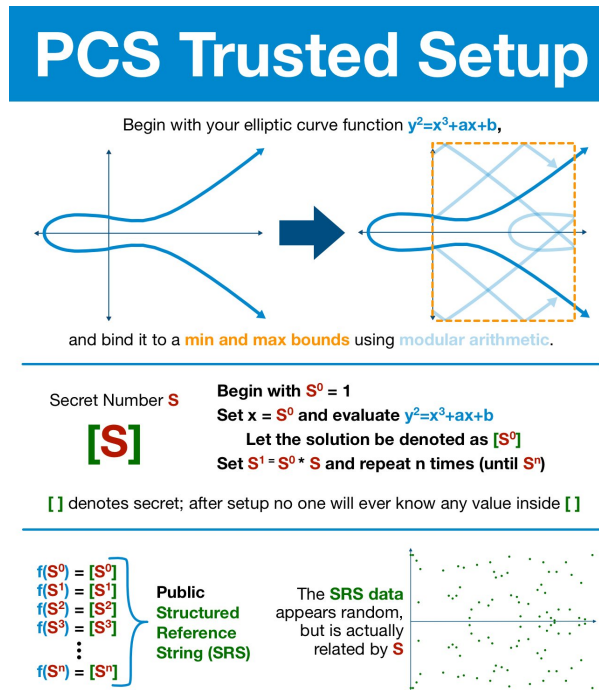 PCS Trusted Setup
Begin with your elliptic curve function y²=x³+ax+b,
and bind it to a min and max bounds using modular arithmetic.
Secret Number S
[S]
Begin with S⁰ = 1
Set x = S⁰ and evaluate y²=x³+ax+b
Let the solution be denoted as [S⁰]
Set S¹ = S⁰ * S and repeat n times (until Sⁿ)
[ ] denotes secret; after setup no one will ever know any value inside [ ]
f(S⁰) = [S⁰]
f(S¹) = [S¹]
f(S²) = [S²]
f(S³) = [S³]
⋮
f(Sⁿ) = [Sⁿ]
Public
Structured
Reference
String (SRS)
The SRS data
appears random,
but is actually
related by S